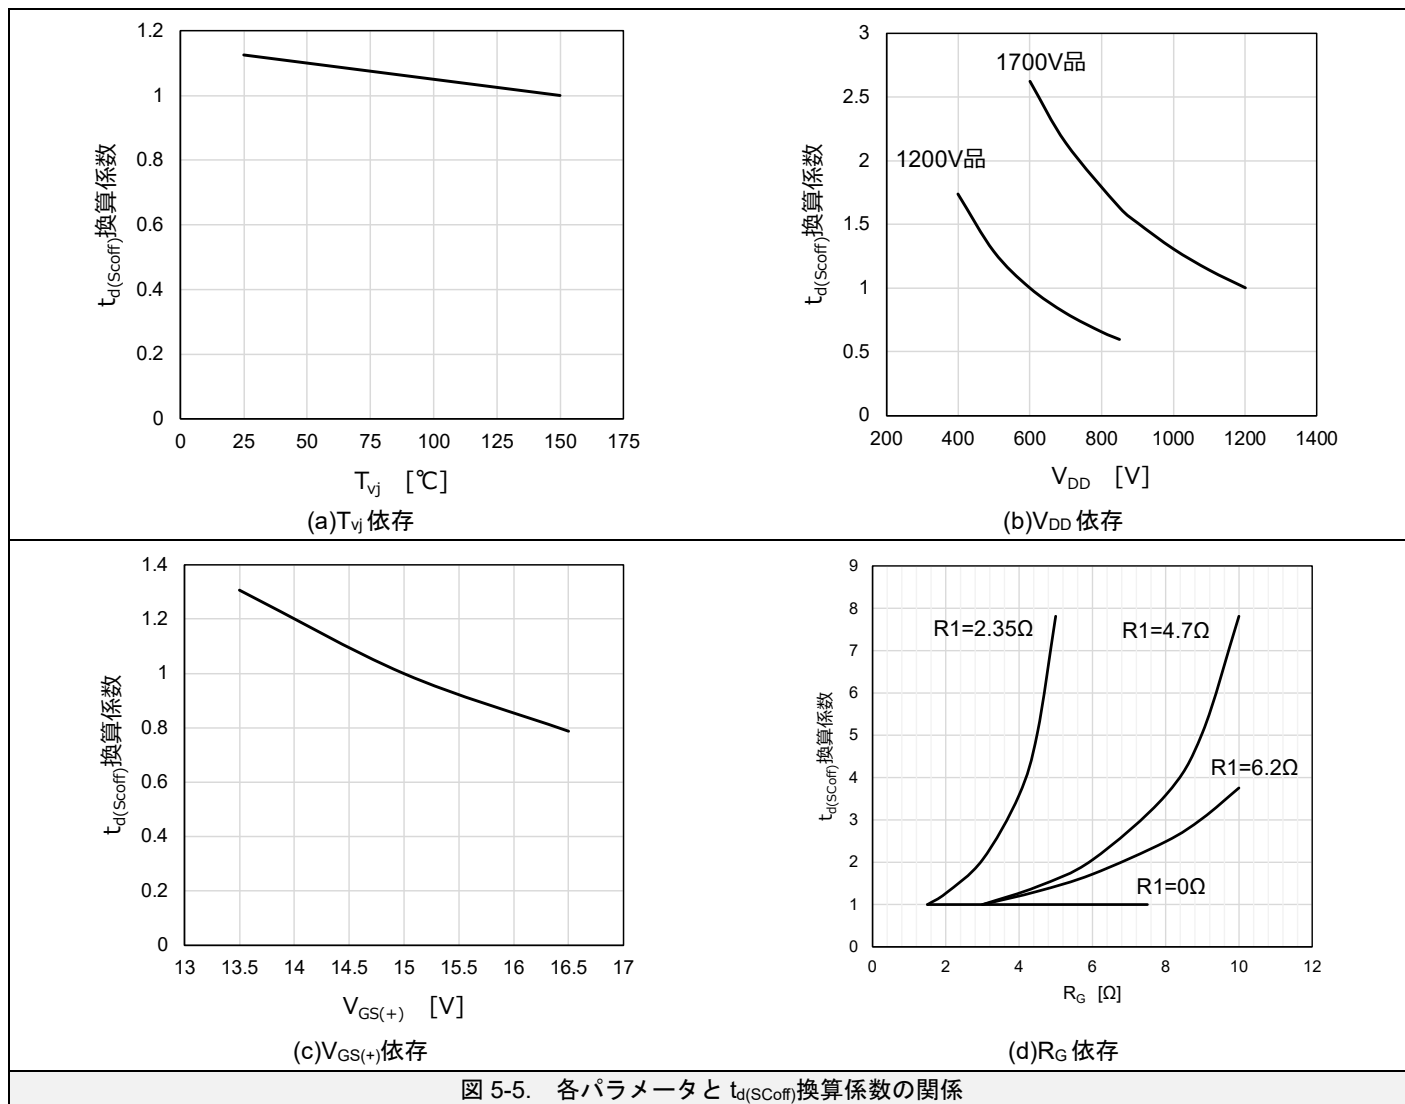 1.2
1
0.8
0.6
0.4
0.2
0
0 25 50 75 100 125 150 175
td(Scoff)換算係数
Tvj [℃]
(a)Tvj 依存
3
2.5
2
1.5
1
0.5
0
200 400 600 800 1000 1200 1400
1700V品
1200V品
td(Scoff)換算係数
VDD [V]
(b)VDD 依存
1.4
1.2
1
0.8
0.6
0.4
0.2
0
13 13.5 14 14.5 15 15.5 16 16.5 17
td(Scoff)換算係数
VGS(+) [V]
(c)VGS(+)依存
9
8
7
6
5
4
3
2
1
0
0 2 4 6 8 10 12
R1=2.35Ω
R1=4.7Ω
R1=6.2Ω
R1=0Ω
td(SCoff)換算係数
RG [Ω]
(d)RG 依存
図 5-5. 各パラメータと td(SCoff)換算係数の関係